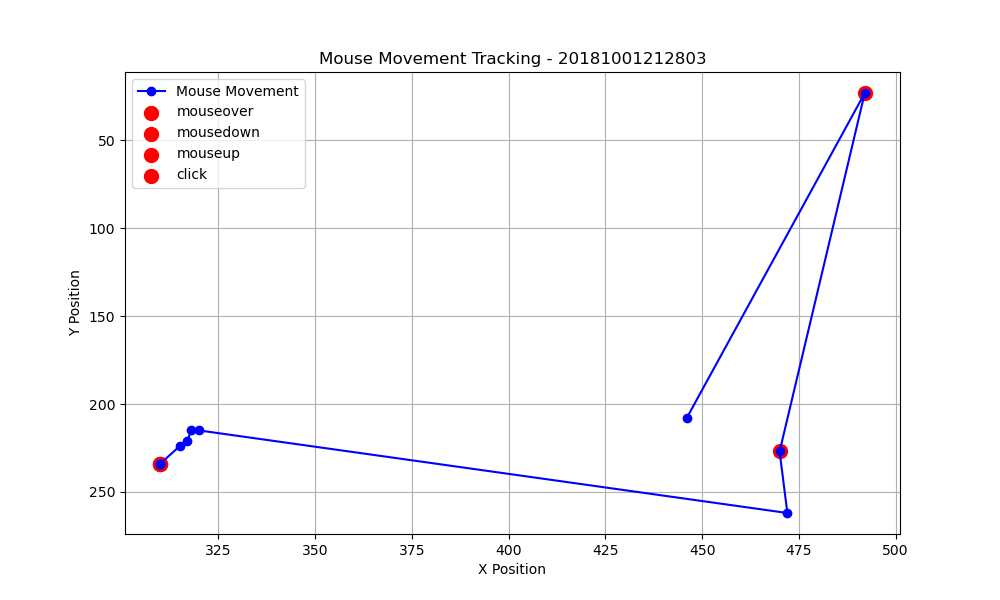 Mouse Movement Tracking - 20181001212803
Mouse Movement
mouseover
mousedown
mouseup
click
Y Position
50
100
150
200
250
325 350 375 400 425 450 475 500
X Position